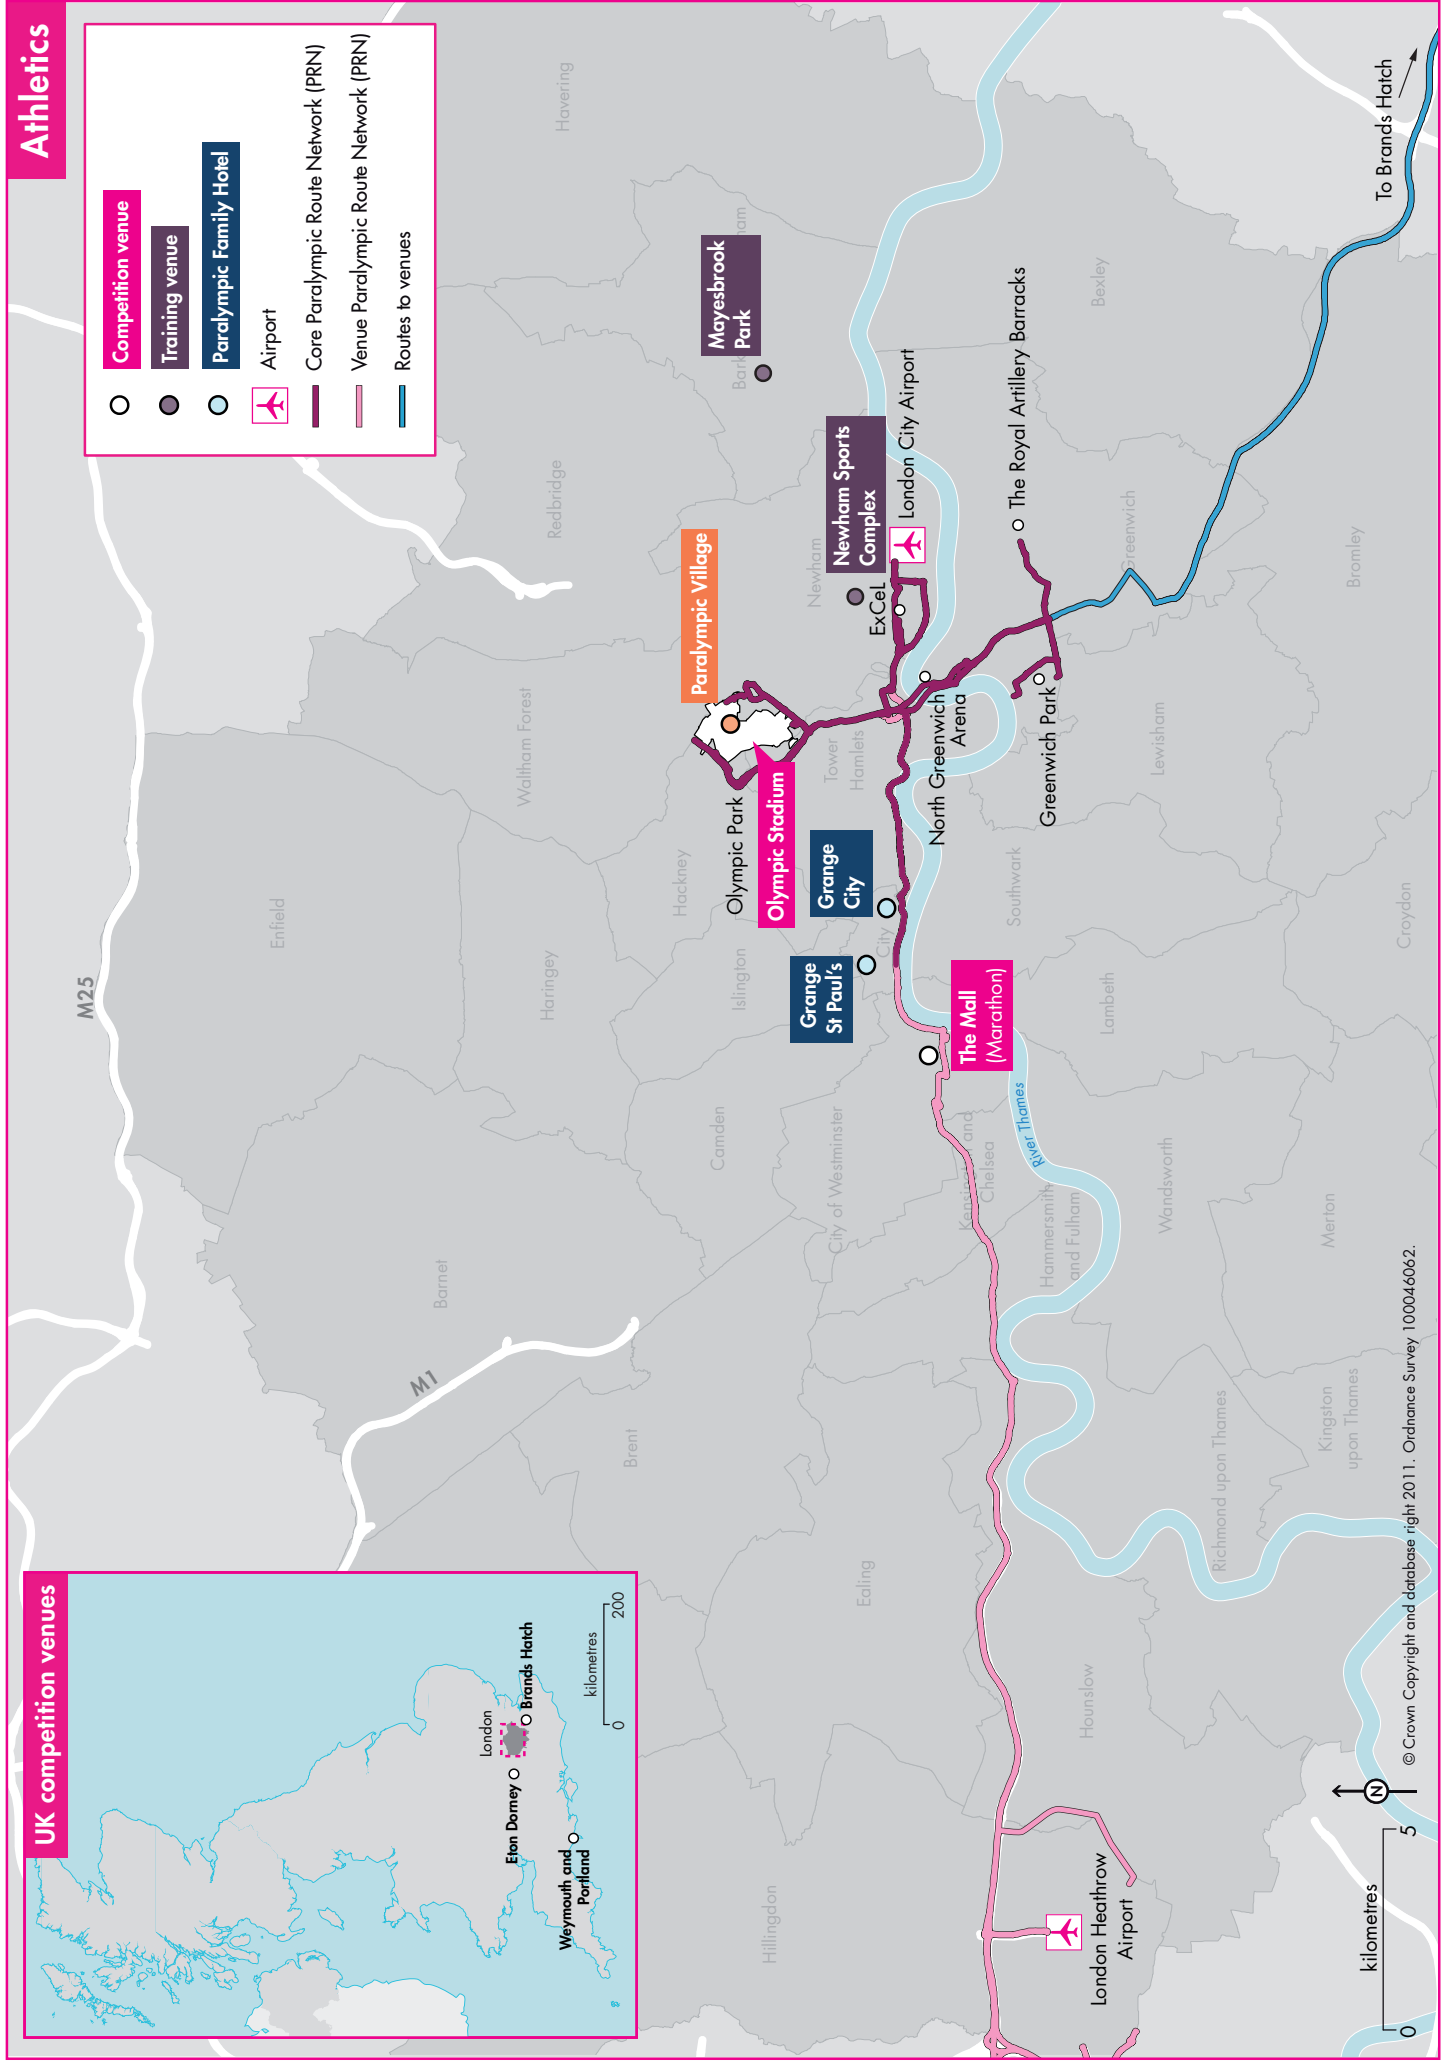 Athletics
Competition venue
Training venue
Paralympic Family Hotel
Airport
Core Paralympic Route Network (PRN)
Venue Paralympic Route Network (PRN)
Routes to venues
UK competition venues
London
Eton Dorney
Brands Hatch
Weymouth and
Portland
kilometres
0
200
M25
M1
Enfield
Barnet
Haringey
Waltham Forest
Redbridge
Havering
Brent
Camden
Islington
Hackney
Hillingdon
Ealing
City of Westminster
City
Tower
Hamlets
Newham
Kensington and
Chelsea
Hammersmith
and Fulham
Hounslow
Richmond upon Thames
Kingston
upon Thames
Wandsworth
Merton
Lambeth
Southwark
Lewisham
Greenwich
Bexley
Bromley
Croydon
River Thames
Paralympic Village
Olympic Park
Olympic Stadium
Mayesbrook
Park
Newham Sports
Complex
Grange
City
Grange
St Paul's
The Mall
(Marathon)
ExCeL
London City Airport
North Greenwich
Arena
Greenwich Park
The Royal Artillery Barracks
To Brands Hatch
London Heathrow
Airport
kilometres
0
5
N
© Crown Copyright and database right 2011. Ordnance Survey 100046062.